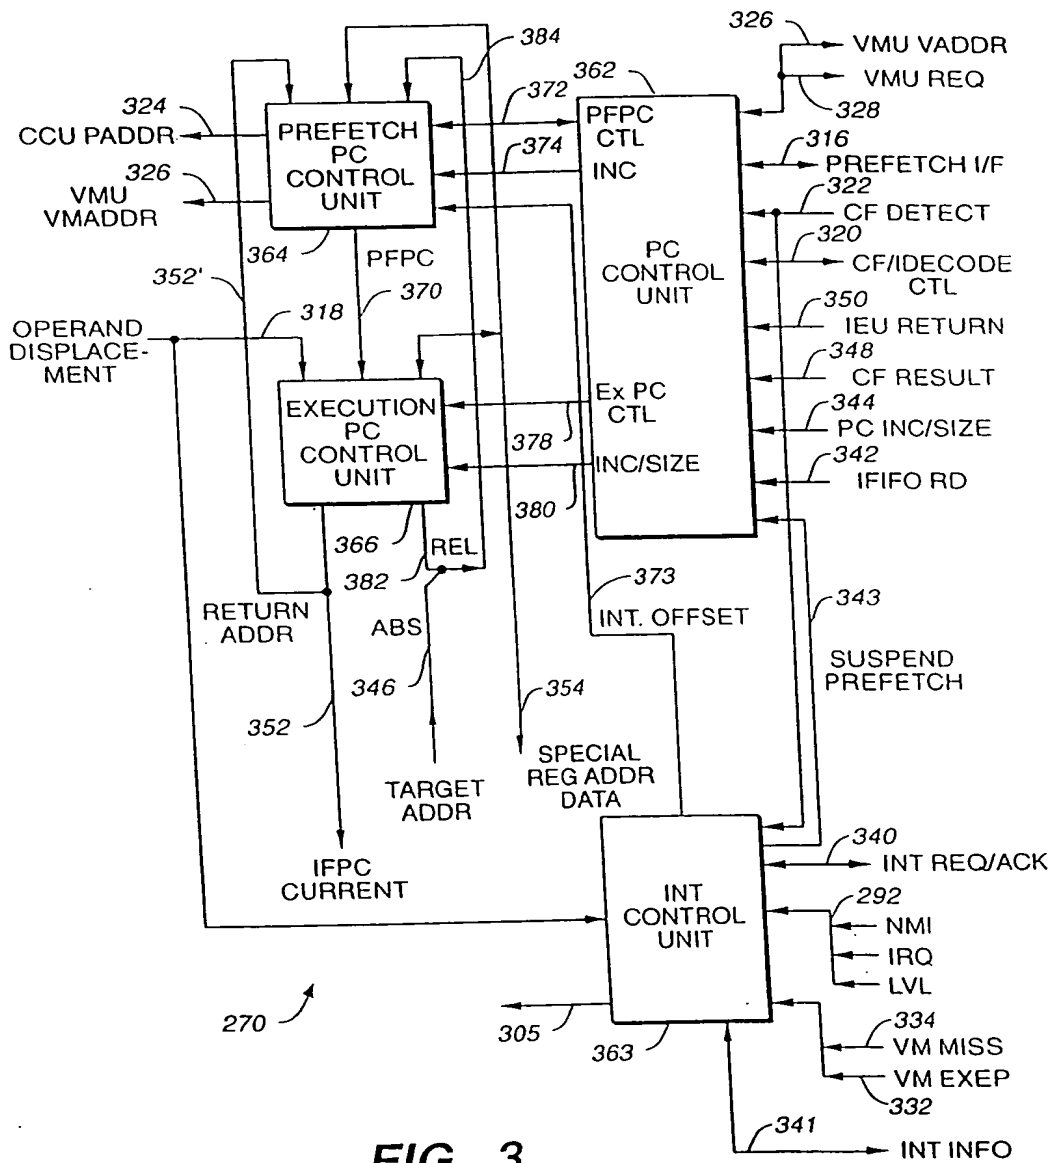 326
384
VMU VADDR
362
VMU REQ
372
324
328
CCU PADDR
PREFETCH
PC
CONTROL
UNIT
PFPC
CTL
316
PREFETCH I/F
374
INC
326
322
VMU
VMADDR
CF DETECT
364
PC
CONTROL
UNIT
320
CF/IDECODE
CTL
352'
PFPC
370
350
OPERAND
DISPLACE-
MENT
318
IEU RETURN
348
CF RESULT
EXECUTION
PC
CONTROL
UNIT
Ex PC
CTL
344
378
PC INC/SIZE
INC/SIZE
342
380
IFIFO RD
366
REL
382
373
343
RETURN
ADDR
ABS
INT. OFFSET
346
SUSPEND
PREFETCH
352
354
TARGET
ADDR
SPECIAL
REG ADDR
DATA
IFPC
CURRENT
340
INT REQ/ACK
INT
CONTROL
UNIT
292
NMI
IRQ
LVL
270
305
363
334
VM MISS
VM EXEP
332
341
INT INFO
FIG. 3